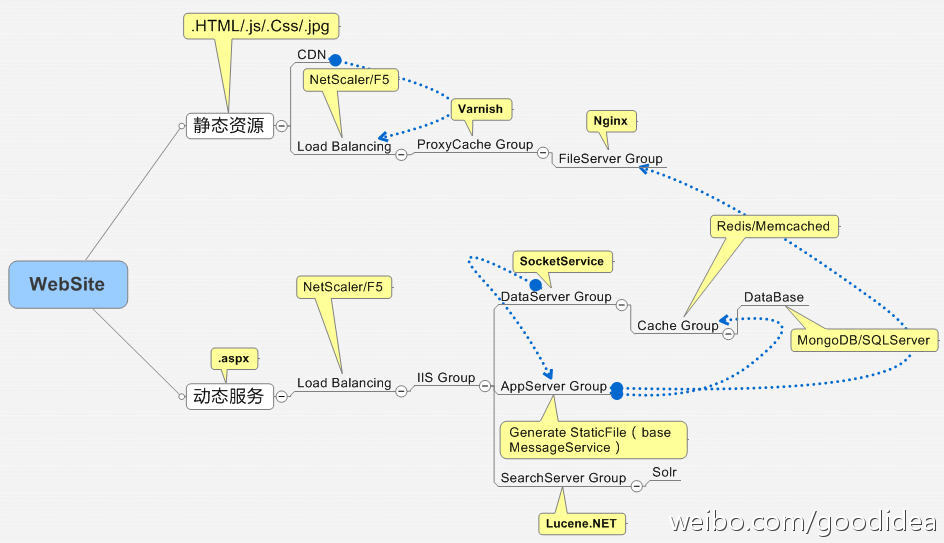 .HTML/.js/.Css/.jpg
CDN
NetScaler/F5
静态资源
Load Balancing
Varnish
ProxyCache Group
Nginx
FileServer Group
Redis/Memcached
WebSite
NetScaler/F5
SocketService
DataServer Group
Cache Group
DataBase
MongoDB/SQLServer
.aspx
动态服务
Load Balancing
IIS Group
AppServer Group
Generate StaticFile（base
MessageService）
SearchServer Group
Solr
Lucene.NET
weibo.com/goodidea